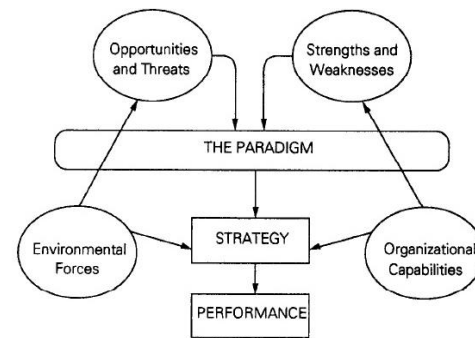 Opportunities
and Threats
Strengths and
Weaknesses
THE PARADIGM
Environmental
Forces
STRATEGY
Organizational
Capabilities
PERFORMANCE